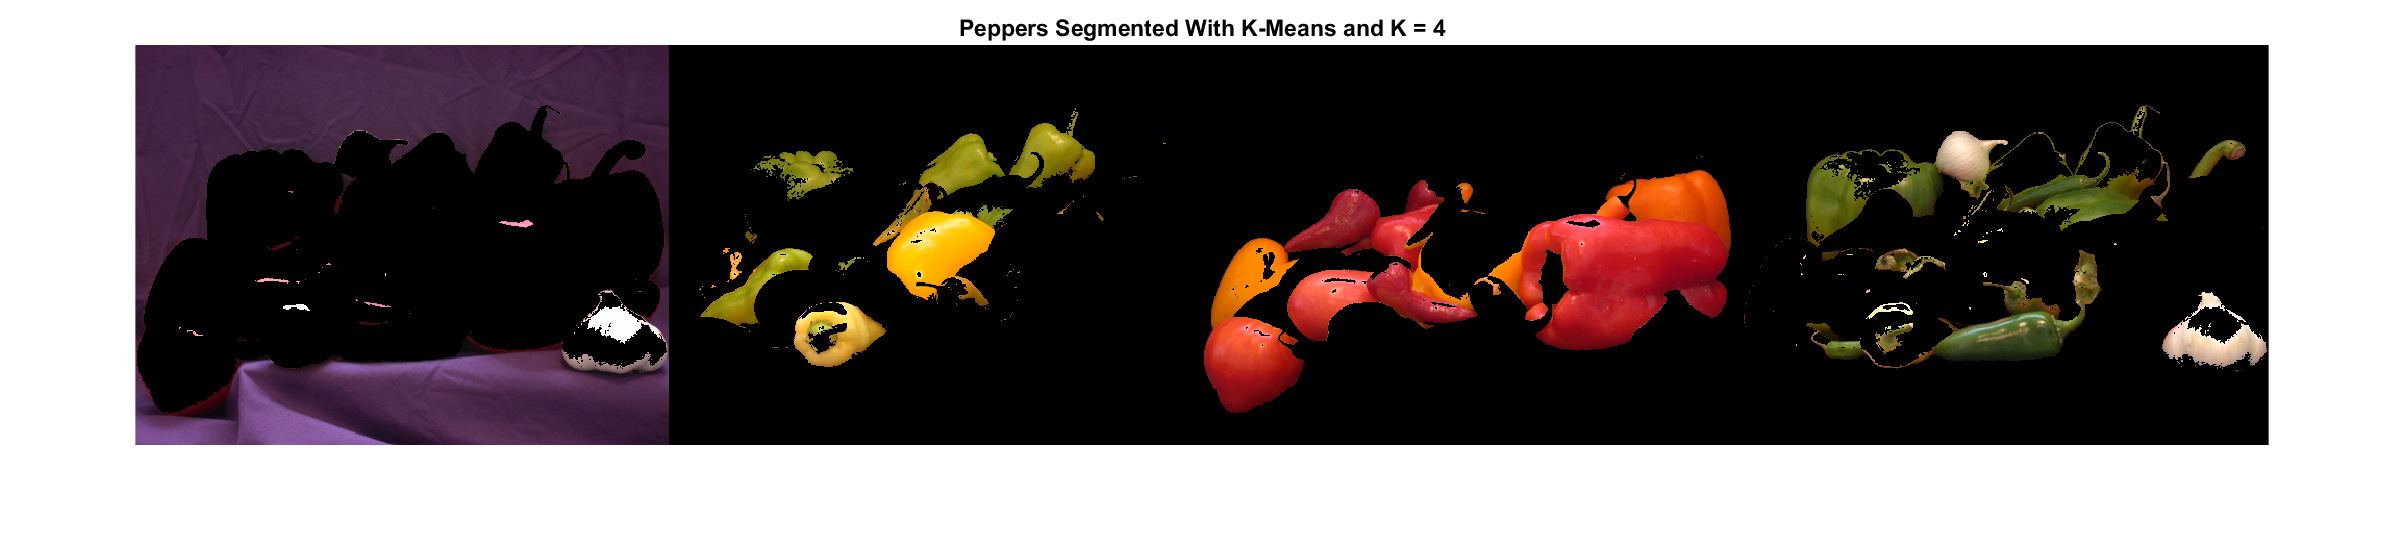 Peppers Segmented With K-Means and K = 4